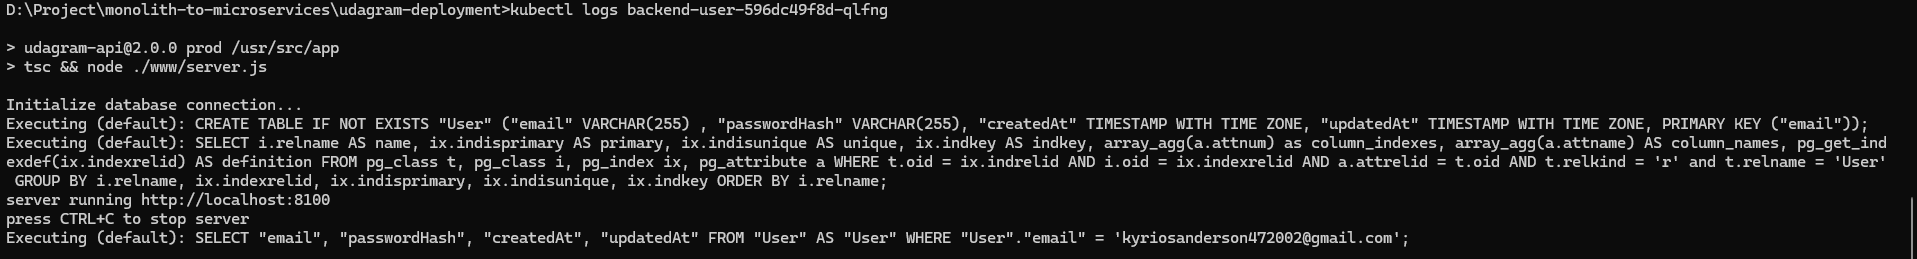 D:\Project\monolith-to-microservices\udagram-deployment>kubectl logs backend-user-596dc49f8d-qlfng
> udagram-api@2.0.0 prod /usr/src/app
> tsc && node ./www/server.js
Initialize database connection...
Executing (default): CREATE TABLE IF NOT EXISTS "User" ("email" VARCHAR(255) , "passwordHash" VARCHAR(255), "createdAt" TIMESTAMP WITH TIME ZONE, "updatedAt" TIMESTAMP WITH TIME ZONE, PRIMARY KEY ("email"));
Executing (default): SELECT i.relname AS name, ix.indisprimary AS primary, ix.indisunique AS unique, ix.indkey AS indkey, array_agg(a.attnum) as column_indexes, array_agg(a.attname) AS column_names, pg_get_ind
exdef(ix.indexrelid) AS definition FROM pg_class t, pg_class i, pg_index ix, pg_attribute a WHERE t.oid = ix.indrelid AND i.oid = ix.indexrelid AND a.attrelid = t.oid AND t.relkind = 'r' and t.relname = 'User'
 GROUP BY i.relname, ix.indexrelid, ix.indisprimary, ix.indisunique, ix.indkey ORDER BY i.relname;
server running http://localhost:8100
press CTRL+C to stop server
Executing (default): SELECT "email", "passwordHash", "createdAt", "updatedAt" FROM "User" AS "User" WHERE "User"."email" = 'kyriosanderson472002@gmail.com';